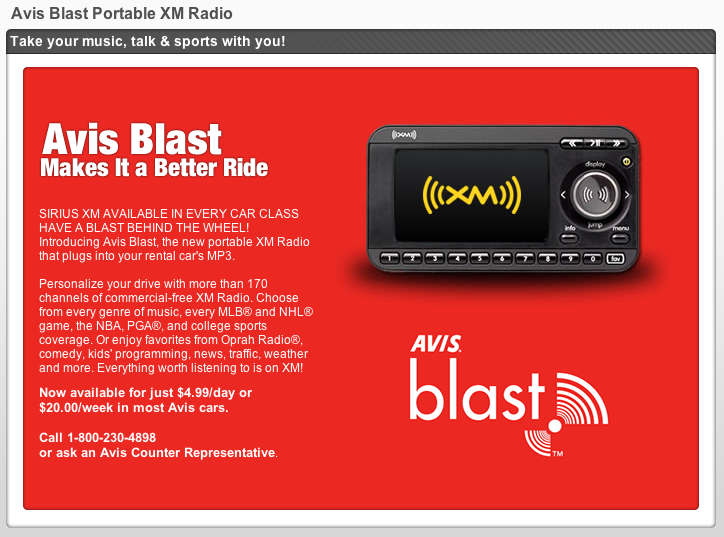 Avis Blast Portable XM Radio
Take your music, talk & sports with you!
Avis Blast
Makes It a Better Ride
SIRIUS XM AVAILABLE IN EVERY CAR CLASS
HAVE A BLAST BEHIND THE WHEEL!
Introducing Avis Blast, the new portable XM Radio
that plugs into your rental car's MP3.
Personalize your drive with more than 170
channels of commercial-free XM Radio. Choose
from every genre of music, every MLB® and NHL®
game, the NBA, PGA®, and college sports
coverage. Or enjoy favorites from Oprah Radio®,
comedy, kids' programming, news, traffic, weather
and more. Everything worth listening to is on XM!
Now available for just $4.99/day or
$20.00/week in most Avis cars.
Call 1-800-230-4898
or ask an Avis Counter Representative.
XM
display
XM
info
jump
menu
1 2 3 4 5 6 7 8 9 0 fav
AVIS.
blast
TM